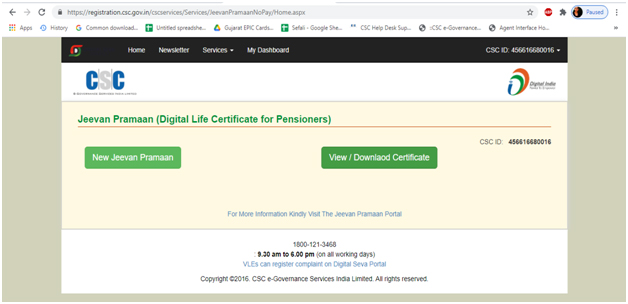 https://registration.csc.gov.in/cscservices/Services/JeevanPramaanNoPay/Home.aspx
Paused
Apps History Common download... Untitled spreadshe... Gujarat EPIC Cards... Sefali - Google She... CSC Help Desk Sup... ::CSC e-Governance... Agent Interface Ho... »
Home Newsletter Services My Dashboard CSC ID: 456616680016
CSC
Digital India
Jeevan Pramaan (Digital Life Certificate for Pensioners)
CSC ID: 456616680016
New Jeevan Pramaan View / Downlaod Certificate
For More Information Kindly Visit The Jeevan Pramaan Portal
1800-121-3468
: 9.30 am to 6.00 pm (on all working days)
VLEs can register complaint on Digital Seva Portal
Copyright ©2016. CSC e-Governance Services India Limited. All rights reserved.